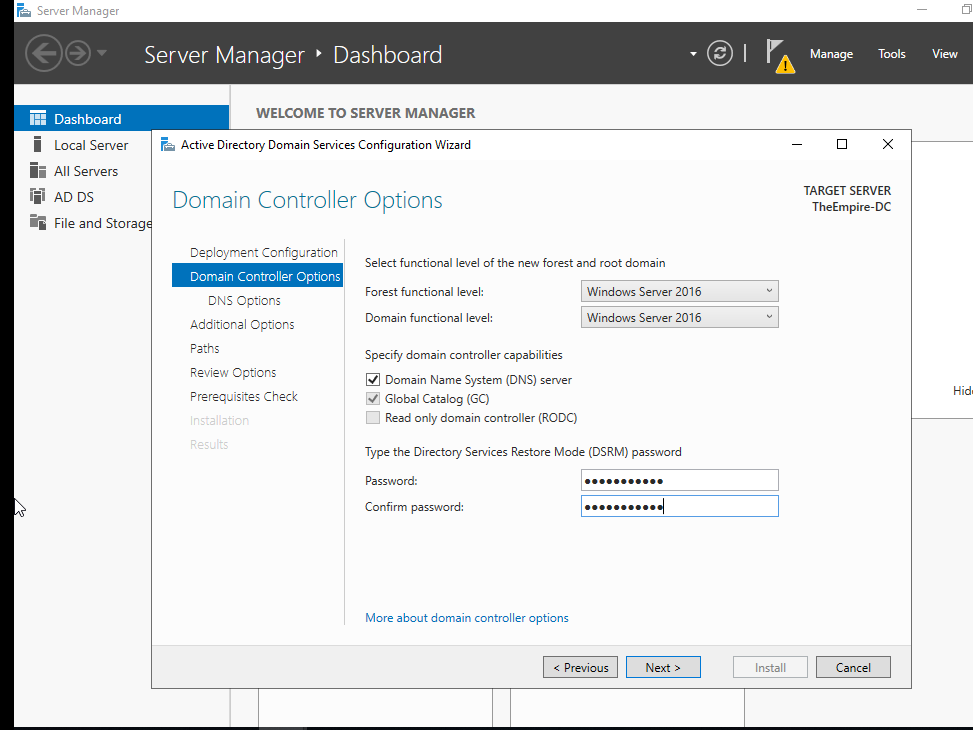 Server Manager
Server Manager ‣ Dashboard
Manage Tools View
Dashboard
Local Server
All Servers
AD DS
File and Storage
WELCOME TO SERVER MANAGER
Active Directory Domain Services Configuration Wizard
Domain Controller Options
TARGET SERVER
TheEmpire-DC
Deployment Configuration
Domain Controller Options
DNS Options
Additional Options
Paths
Review Options
Prerequisites Check
Installation
Results
Select functional level of the new forest and root domain
Forest functional level: Windows Server 2016
Domain functional level: Windows Server 2016
Specify domain controller capabilities
Domain Name System (DNS) server
Global Catalog (GC)
Read only domain controller (RODC)
Type the Directory Services Restore Mode (DSRM) password
Password: •••••••••••
Confirm password: •••••••••••
More about domain controller options
< Previous Next > Install Cancel
Hide